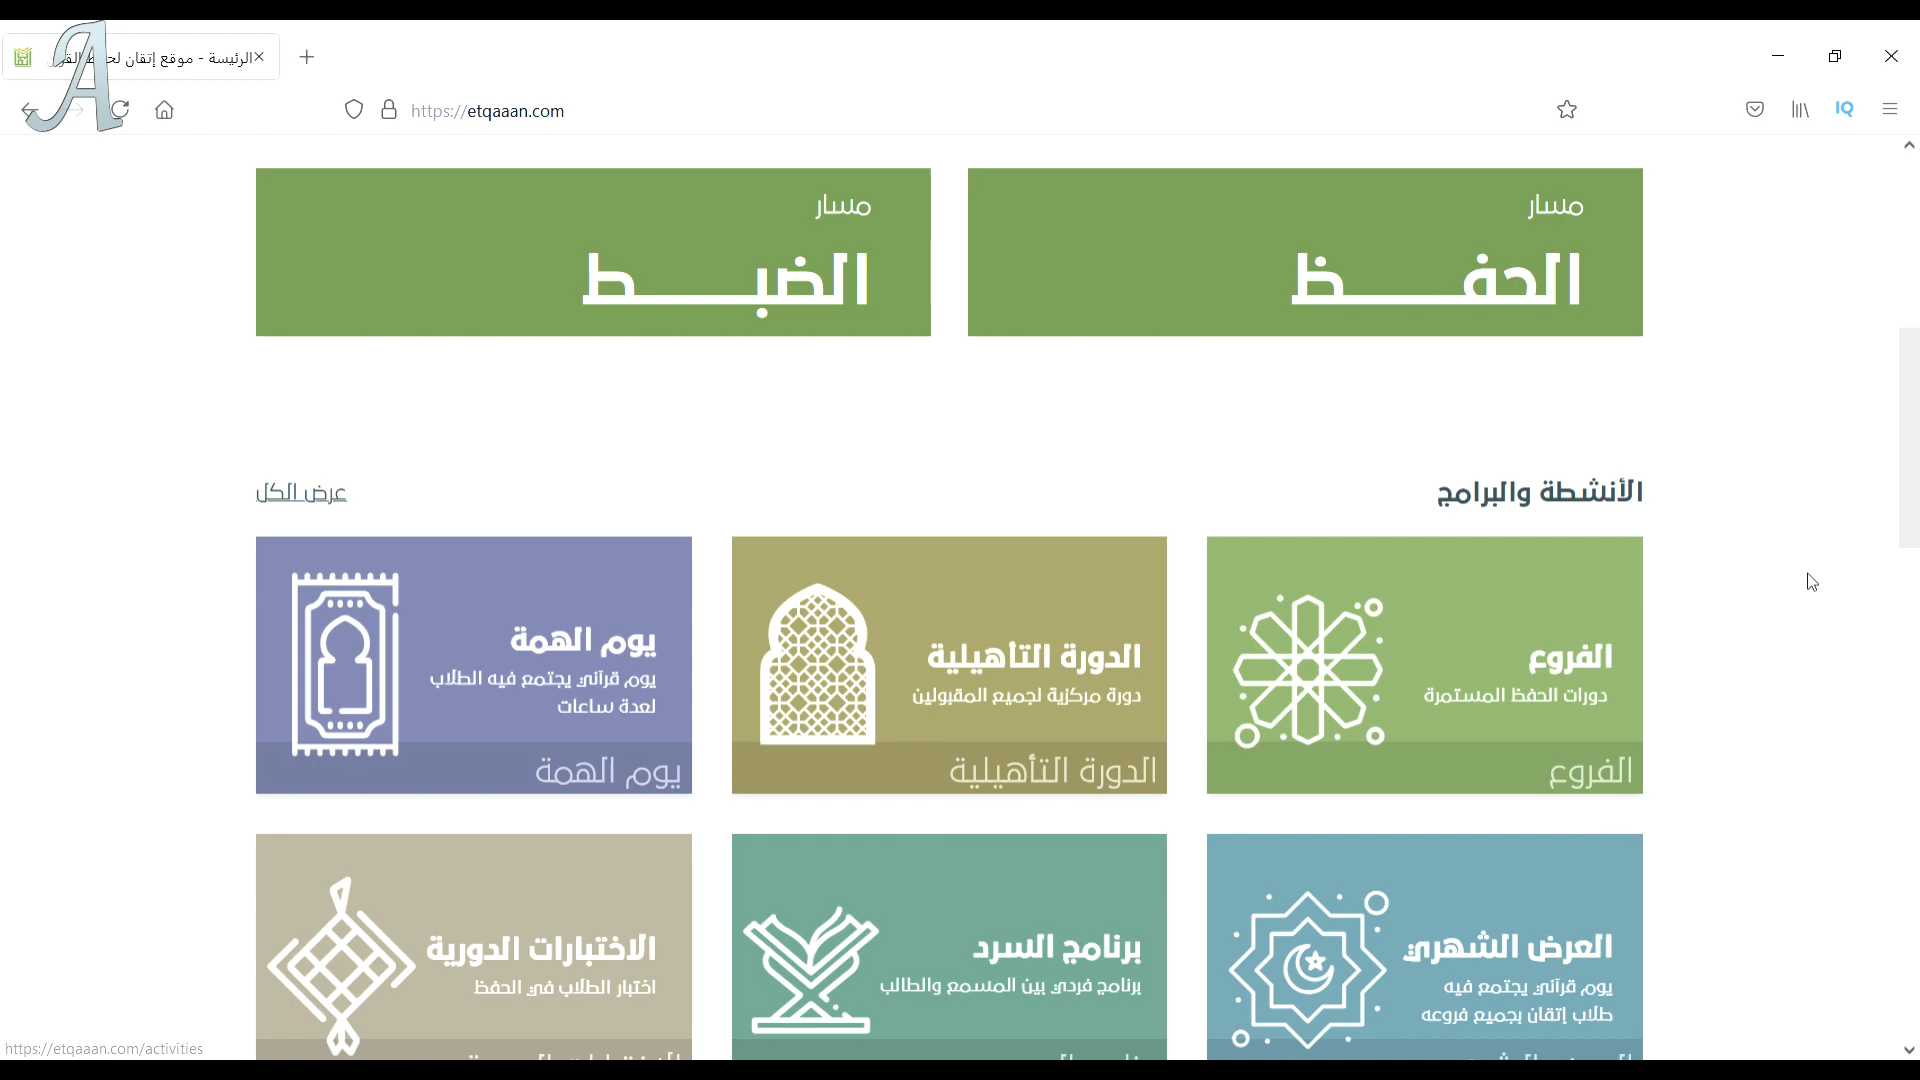 الرئيسة - موقع إتقان
https://etqaaan.com
IQ
مسار
الحفـــــظ
مسار
الضبـــــط
الأنشطة والبرامج
عرض الكل
الفروع
دورات الحفظ المستمرة
الفروع
الدورة التأهيلية
دورة مركزية لجميع المقبولين
الدورة التأهيلية
يوم الهمة
يوم قرآني يجتمع فيه الطلاب
لعدة ساعات
يوم الهمة
العرض الشهري
يوم قرآني يجتمع فيه
طلاب إتقان بجميع فروعه
برنامج السرد
برنامج فردي بين المسمع والطالب
الاختبارات الدورية
اختبار الطلاب في الحفظ
https://etqaaan.com/activities
A